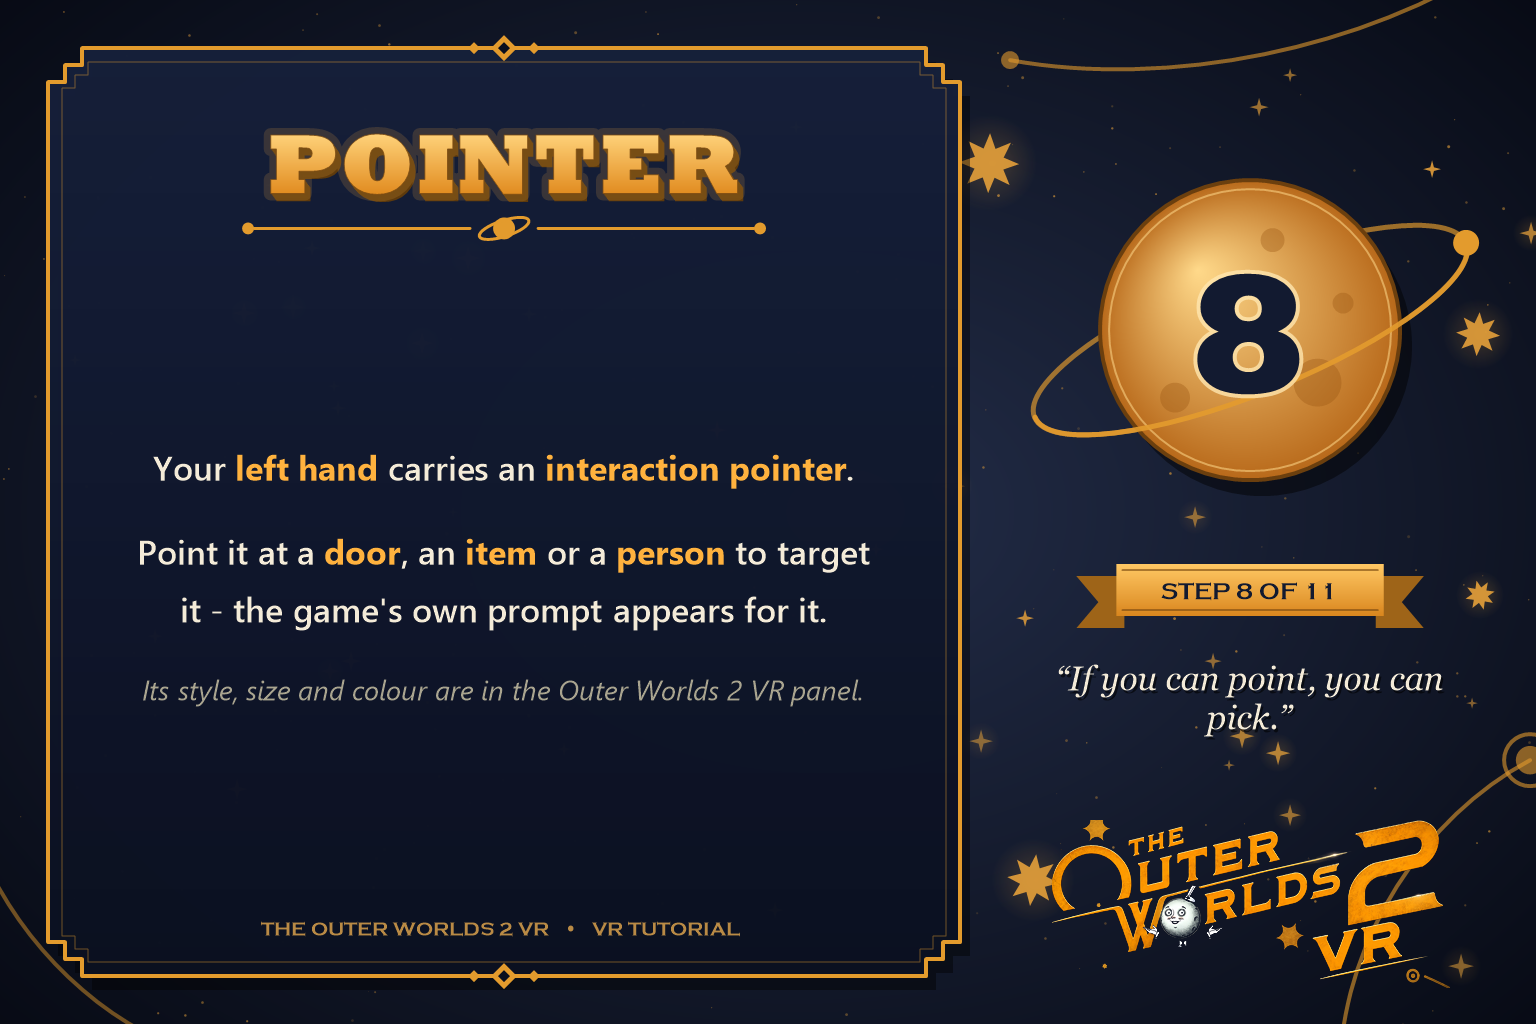 POINTER
Your left hand carries an interaction pointer.
Point it at a door, an item or a person to target
it - the game's own prompt appears for it.
Its style, size and colour are in the Outer Worlds 2 VR panel.
THE OUTER WORLDS 2 VR • VR TUTORIAL
8
STEP 8 OF 11
“If you can point, you can
pick.”
THE
OUTER
WORLDS 2
VR